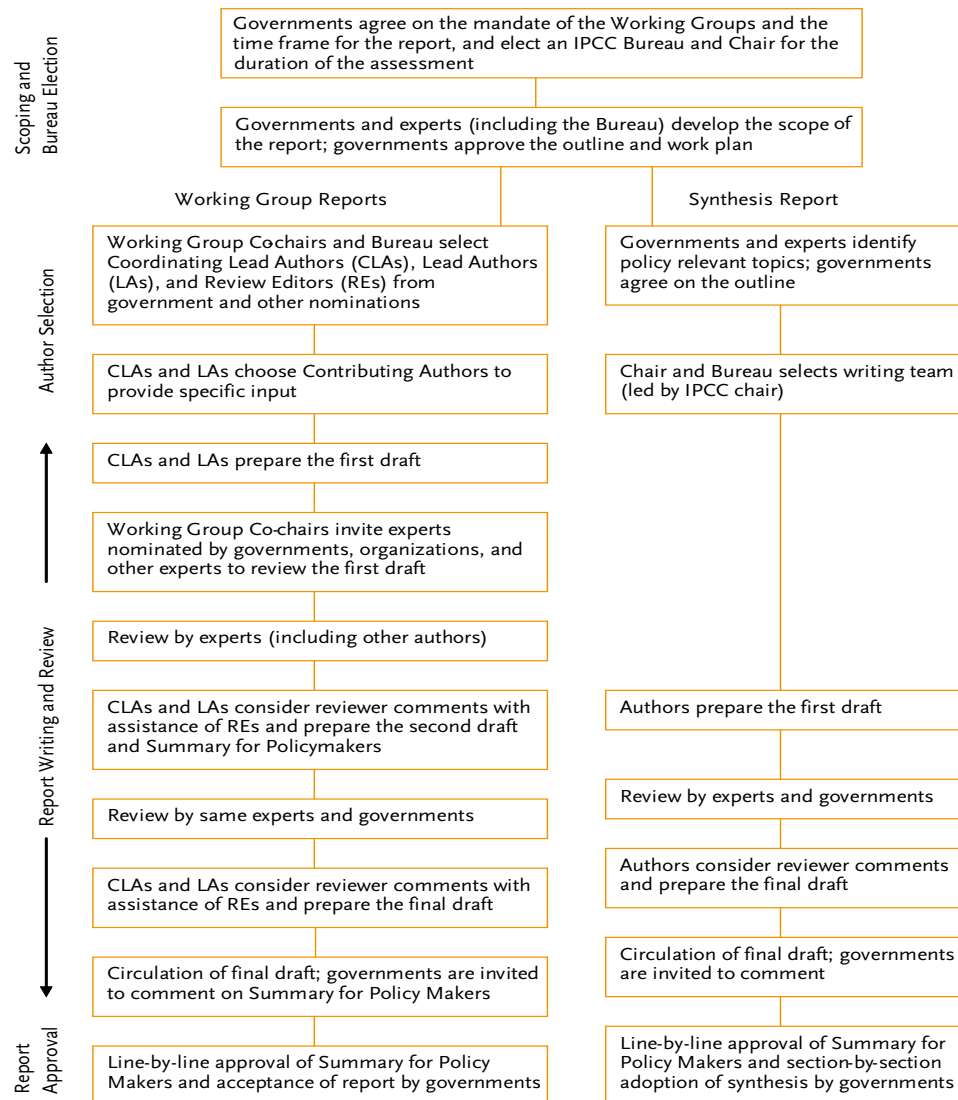 Scoping and
Bureau Election
Governments agree on the mandate of the Working Groups and the
time frame for the report, and elect an IPCC Bureau and Chair for the
duration of the assessment
Governments and experts (including the Bureau) develop the scope of
the report; governments approve the outline and work plan
Working Group Reports
Synthesis Report
Author Selection
Working Group Co-chairs and Bureau select
Coordinating Lead Authors (CLAs), Lead Authors
(LAs), and Review Editors (REs) from
government and other nominations
Governments and experts identify
policy relevant topics; governments
agree on the outline
CLAs and LAs choose Contributing Authors to
provide specific input
Chair and Bureau selects writing team
(led by IPCC chair)
Report Writing and Review
CLAs and LAs prepare the first draft
Working Group Co-chairs invite experts
nominated by governments, organizations, and
other experts to review the first draft
Review by experts (including other authors)
CLAs and LAs consider reviewer comments with
assistance of REs and prepare the second draft
and Summary for Policymakers
Authors prepare the first draft
Review by same experts and governments
Review by experts and governments
CLAs and LAs consider reviewer comments with
assistance of REs and prepare the final draft
Authors consider reviewer comments
and prepare the final draft
Circulation of final draft; governments are invited
to comment on Summary for Policy Makers
Circulation of final draft; governments
are invited to comment
Report
Approval
Line-by-line approval of Summary for Policy
Makers and acceptance of report by governments
Line-by-line approval of Summary for
Policy Makers and section-by-section
adoption of synthesis by governments